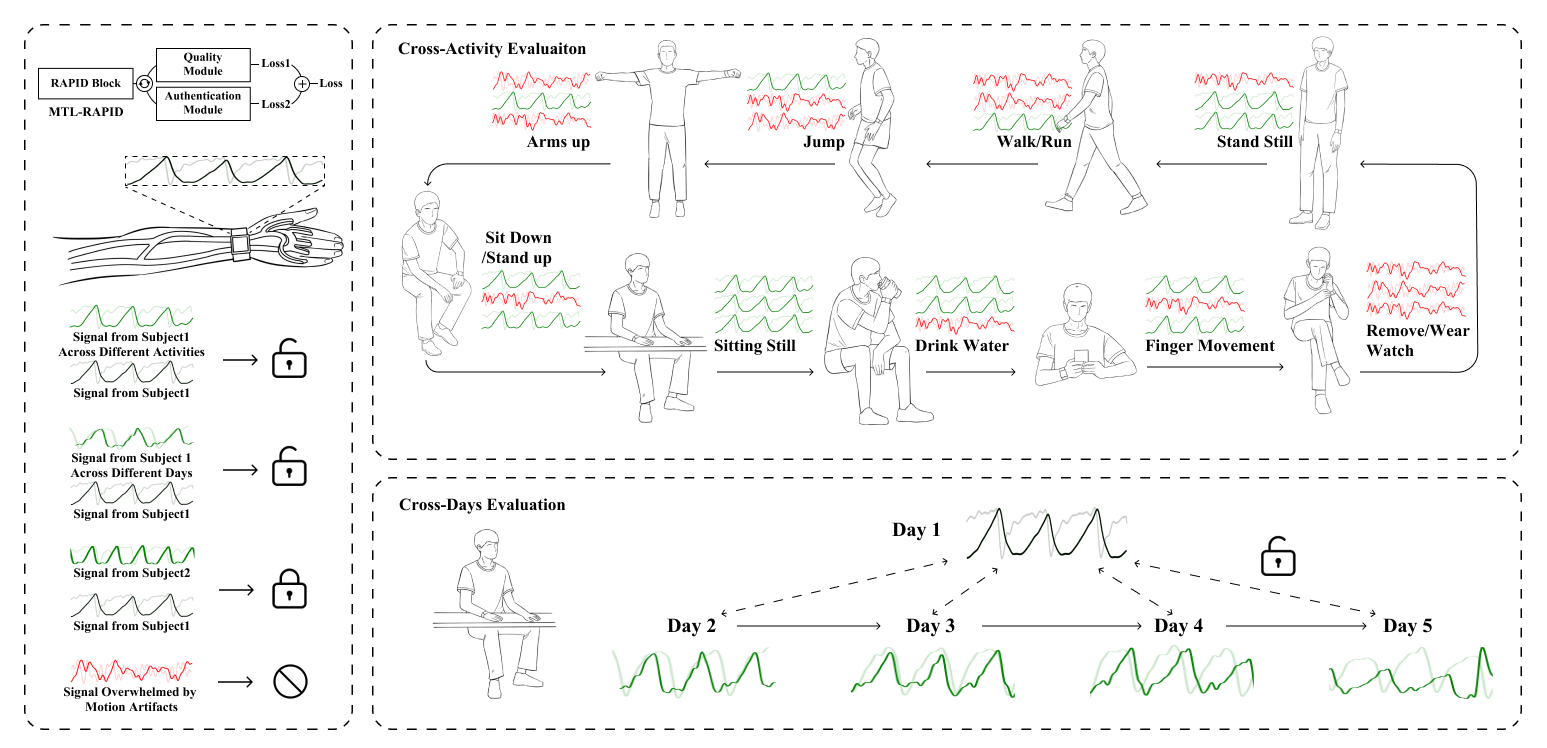 RAPID Block
MTL-RAPID
Quality
Module
Authentication
Module
Loss1
Loss2
Loss
Signal from Subject1
Across Different Activities
Signal from Subject1
Signal from Subject 1
Across Different Days
Signal from Subject1
Signal from Subject2
Signal from Subject1
Signal Overwhelmed by
Motion Artifacts
Cross-Activity Evaluaiton
Arms up
Jump
Walk/Run
Stand Still
Sit Down
/Stand up
Sitting Still
Drink Water
Finger Movement
Remove/Wear
Watch
Cross-Days Evaluation
Day 1
Day 2
Day 3
Day 4
Day 5